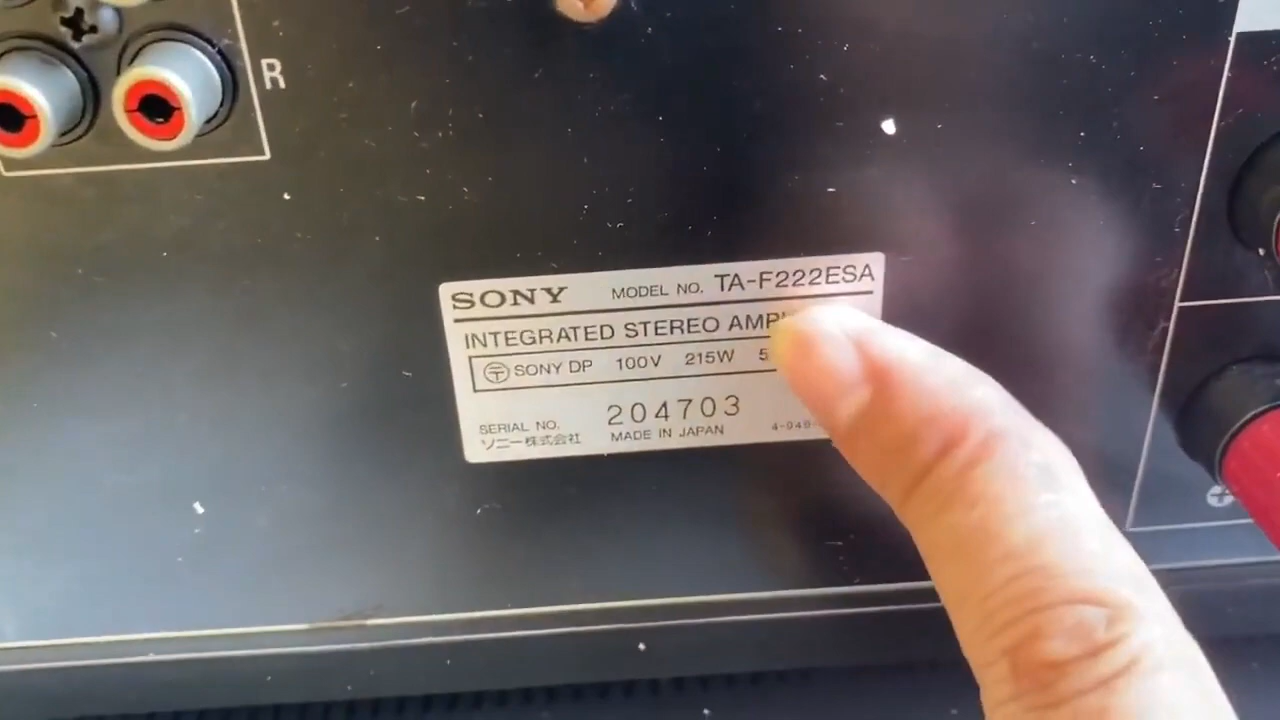 R
SONY MODEL NO. TA-F222ESA
INTEGRATED STEREO
SONY DP 100V 215W
SERIAL NO. 204703
ソニー株式会社 MADE IN JAPAN